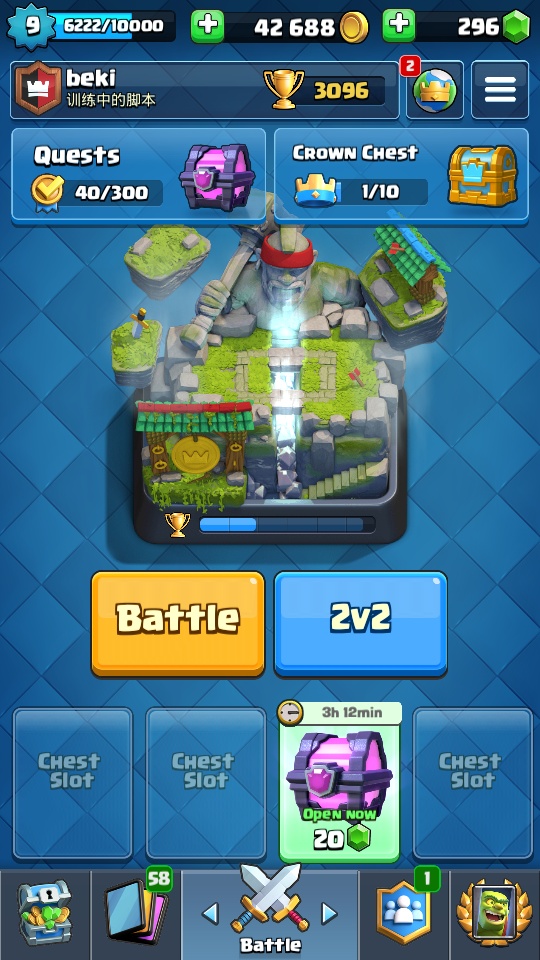 9 6222/10000 42 688 296
beki
训练中的脚本
3096
2
Quests
40/300
Crown Chest
1/10
Battle
2v2
Chest Slot
Chest Slot
3h 12min
Open now
20
Chest Slot
58
1
Battle